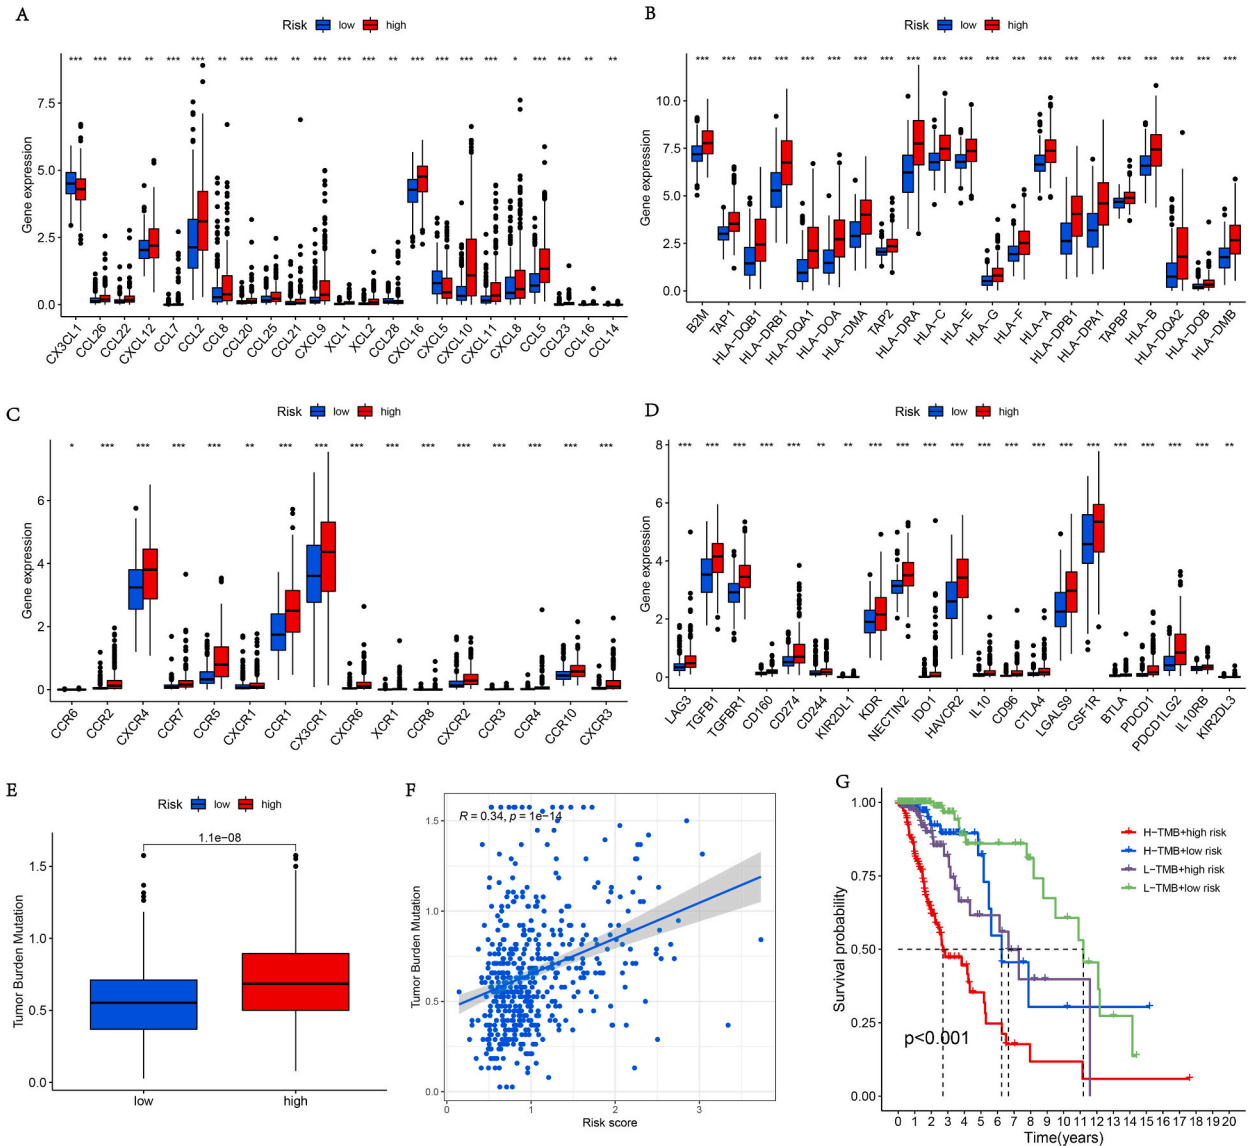 A
Risk low high
*** *** *** ** *** *** ** *** *** ** *** *** *** ** *** *** *** *** * *** *** ** **
Gene expression
7.5
5.0
2.5
0.0
CX3CL1 CCL26 CCL22 CXCL12 CCL7 CCL2 CCL8 CCL20 CCL25 CCL21 CXCL9 XCL1 XCL2 CCL28 CXCL16 CXCL5 CXCL10 CXCL11 CXCL8 CCL5 CCL23 CCL16 CCL14
B
Risk low high
*** *** *** *** *** *** *** *** *** *** *** *** *** *** *** *** *** *** *** *** ***
Gene expression
10.0
7.5
5.0
2.5
0.0
B2M TAP1 HLA−DQB1 HLA−DRB1 HLA−DQA1 HLA−DOA HLA−DMA TAP2 HLA−DRA HLA−C HLA−E HLA−G HLA−F HLA−A HLA−DPB1 HLA−DPA1 TAPBP HLA−B HLA−DQA2 HLA−DOB HLA−DMB
C
Risk low high
* *** *** *** *** ** *** *** *** *** *** *** *** *** *** ***
Gene expression
6
4
2
0
CCR6 CCR2 CXCR4 CCR7 CCR5 CXCR1 CCR1 CX3CR1 CXCR6 XCR1 CCR8 CXCR2 CCR3 CCR4 CCR10 CXCR3
D
Risk low high
*** *** *** *** *** ** ** *** *** *** *** *** *** *** *** *** *** *** *** ** **
Gene expression
8
6
4
2
0
LAG3 TGFB1 TGFBR1 CD160 CD274 CD244 KIR2DL1 KDR NECTIN2 IDO1 HAVCR2 IL10 CD96 CTLA4 LGALS9 CSF1R BTLA PDCD1 PDCD1LG2 IL10RB KIR2DL3
E
Risk low high
1.1e−08
Tumor Burden Mutation
1.5
1.0
0.5
0.0
low high
F
R = 0.34, p = 1e−14
Tumor Burden Mutation
1.5
1.0
0.5
0.0
0 1 2 3
Risk score
G
H−TMB+high risk
H−TMB+low risk
L−TMB+high risk
L−TMB+low risk
Survival probability
1.00
0.75
0.50
0.25
0.00
p<0.001
0 1 2 3 4 5 6 7 8 9 10 11 12 13 14 15 16 17 18 19 20
Time(years)